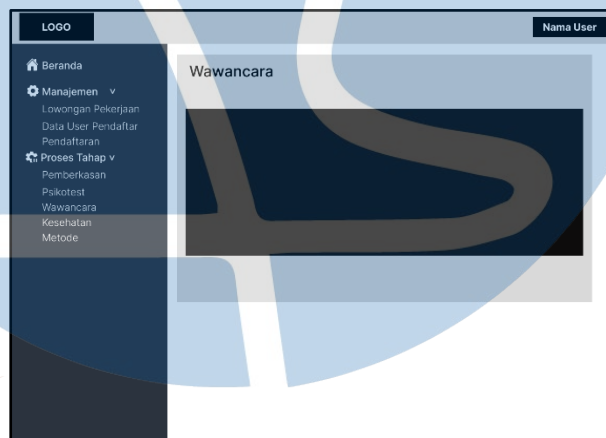 LOGO
Nama User
Beranda
Manajemen v
Lowongan Pekerjaan
Data User Pendaftar
Pendaftaran
Proses Tahap v
Pemberkasan
Psikotest
Wawancara
Kesehatan
Metode
Wawancara